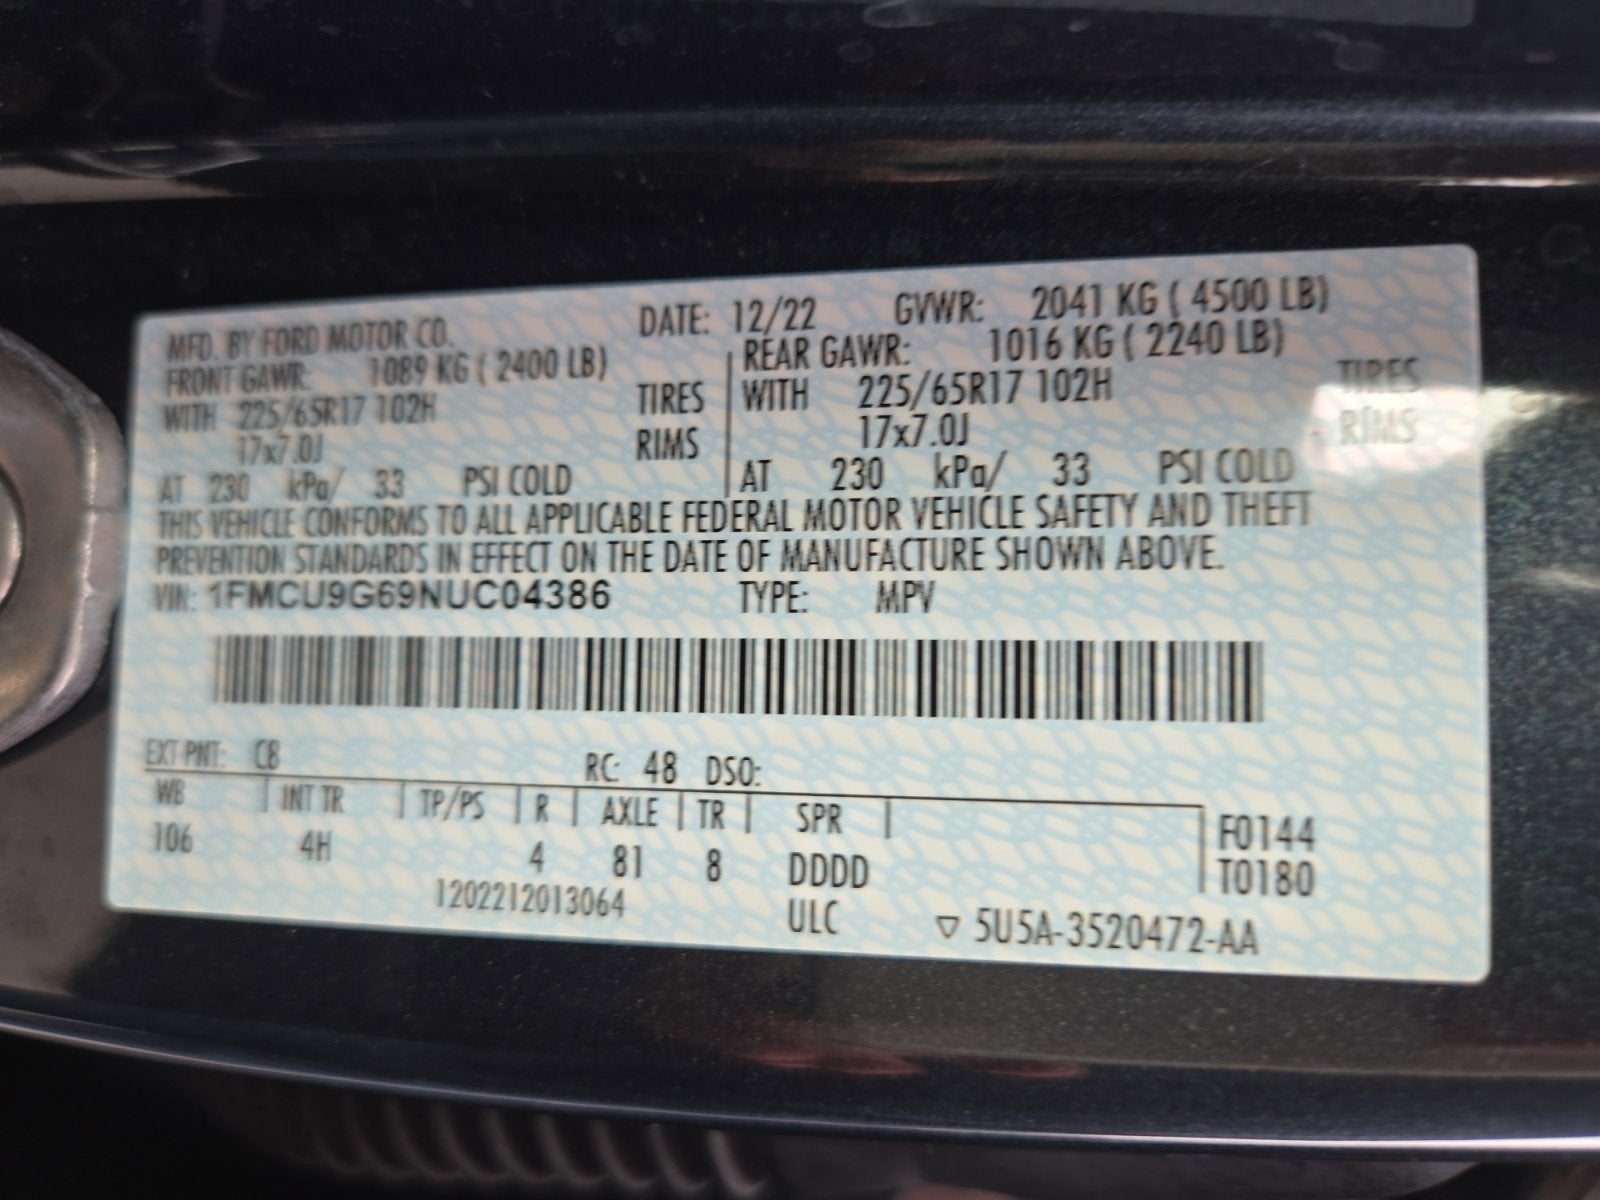 MFD. BY FORD MOTOR CO. DATE: 12/22 GVWR: 2041 KG ( 4500 LB)
FRONT GAWR: 1089 KG ( 2400 LB) REAR GAWR: 1016 KG ( 2240 LB)
WITH 225/65R17 102H TIRES WITH 225/65R17 102H TIRES
17x7.0J RIMS 17x7.0J RIMS
AT 230 kPa/ 33 PSI COLD AT 230 kPa/ 33 PSI COLD
THIS VEHICLE CONFORMS TO ALL APPLICABLE FEDERAL MOTOR VEHICLE SAFETY AND THEFT
PREVENTION STANDARDS IN EFFECT ON THE DATE OF MANUFACTURE SHOWN ABOVE.
VIN: 1FMCU9G69NUC04386 TYPE: MPV
EXT PNT: C8 RC: 48 DSO:
WB INT TR TP/PS R AXLE TR SPR
106 4H 4 81 8 DDDD
F0144
T0180
1202212013064 ULC ▽ 5U5A-3520472-AA